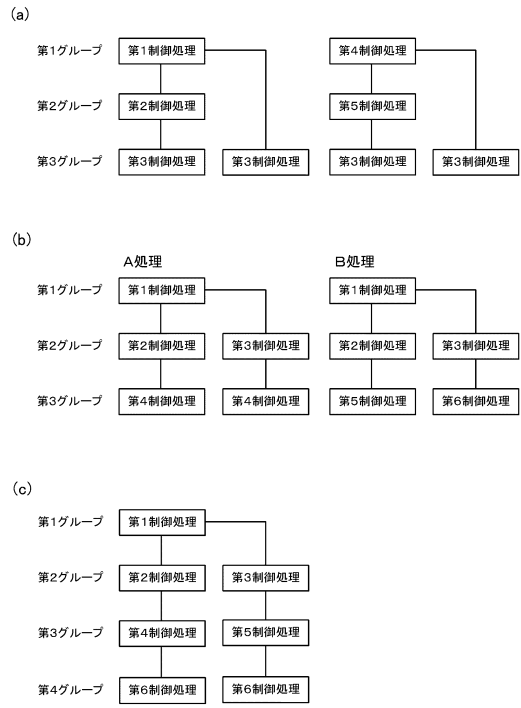 (a)
第1グループ 第1制御処理 第4制御処理
第2グループ 第2制御処理 第5制御処理
第3グループ 第3制御処理 第3制御処理 第3制御処理 第3制御処理
(b)
A処理 B処理
第1グループ 第1制御処理 第1制御処理
第2グループ 第2制御処理 第3制御処理 第2制御処理 第3制御処理
第3グループ 第4制御処理 第4制御処理 第5制御処理 第6制御処理
(c)
第1グループ 第1制御処理
第2グループ 第2制御処理 第3制御処理
第3グループ 第4制御処理 第5制御処理
第4グループ 第6制御処理 第6制御処理